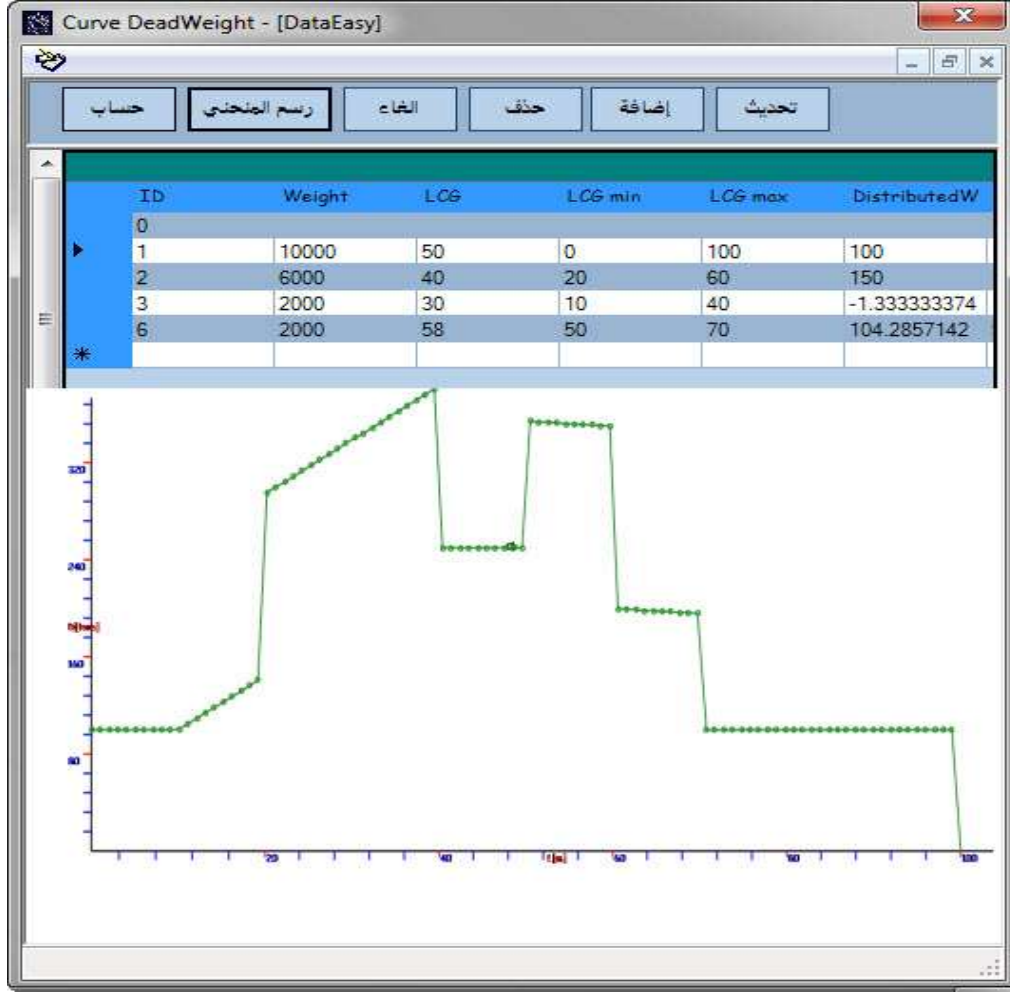 Curve DeadWeight - [DataEasy]
تحديث إضافة حذف الغاء رسم المنحني حساب
ID Weight LCG LCG min LCG max DistributedW
0
1 10000 50 0 100 100
2 6000 40 20 60 150
3 2000 30 10 40 -1.333333374
6 2000 58 50 70 104.2857142
320
240
160
80
20 40 60 80 100